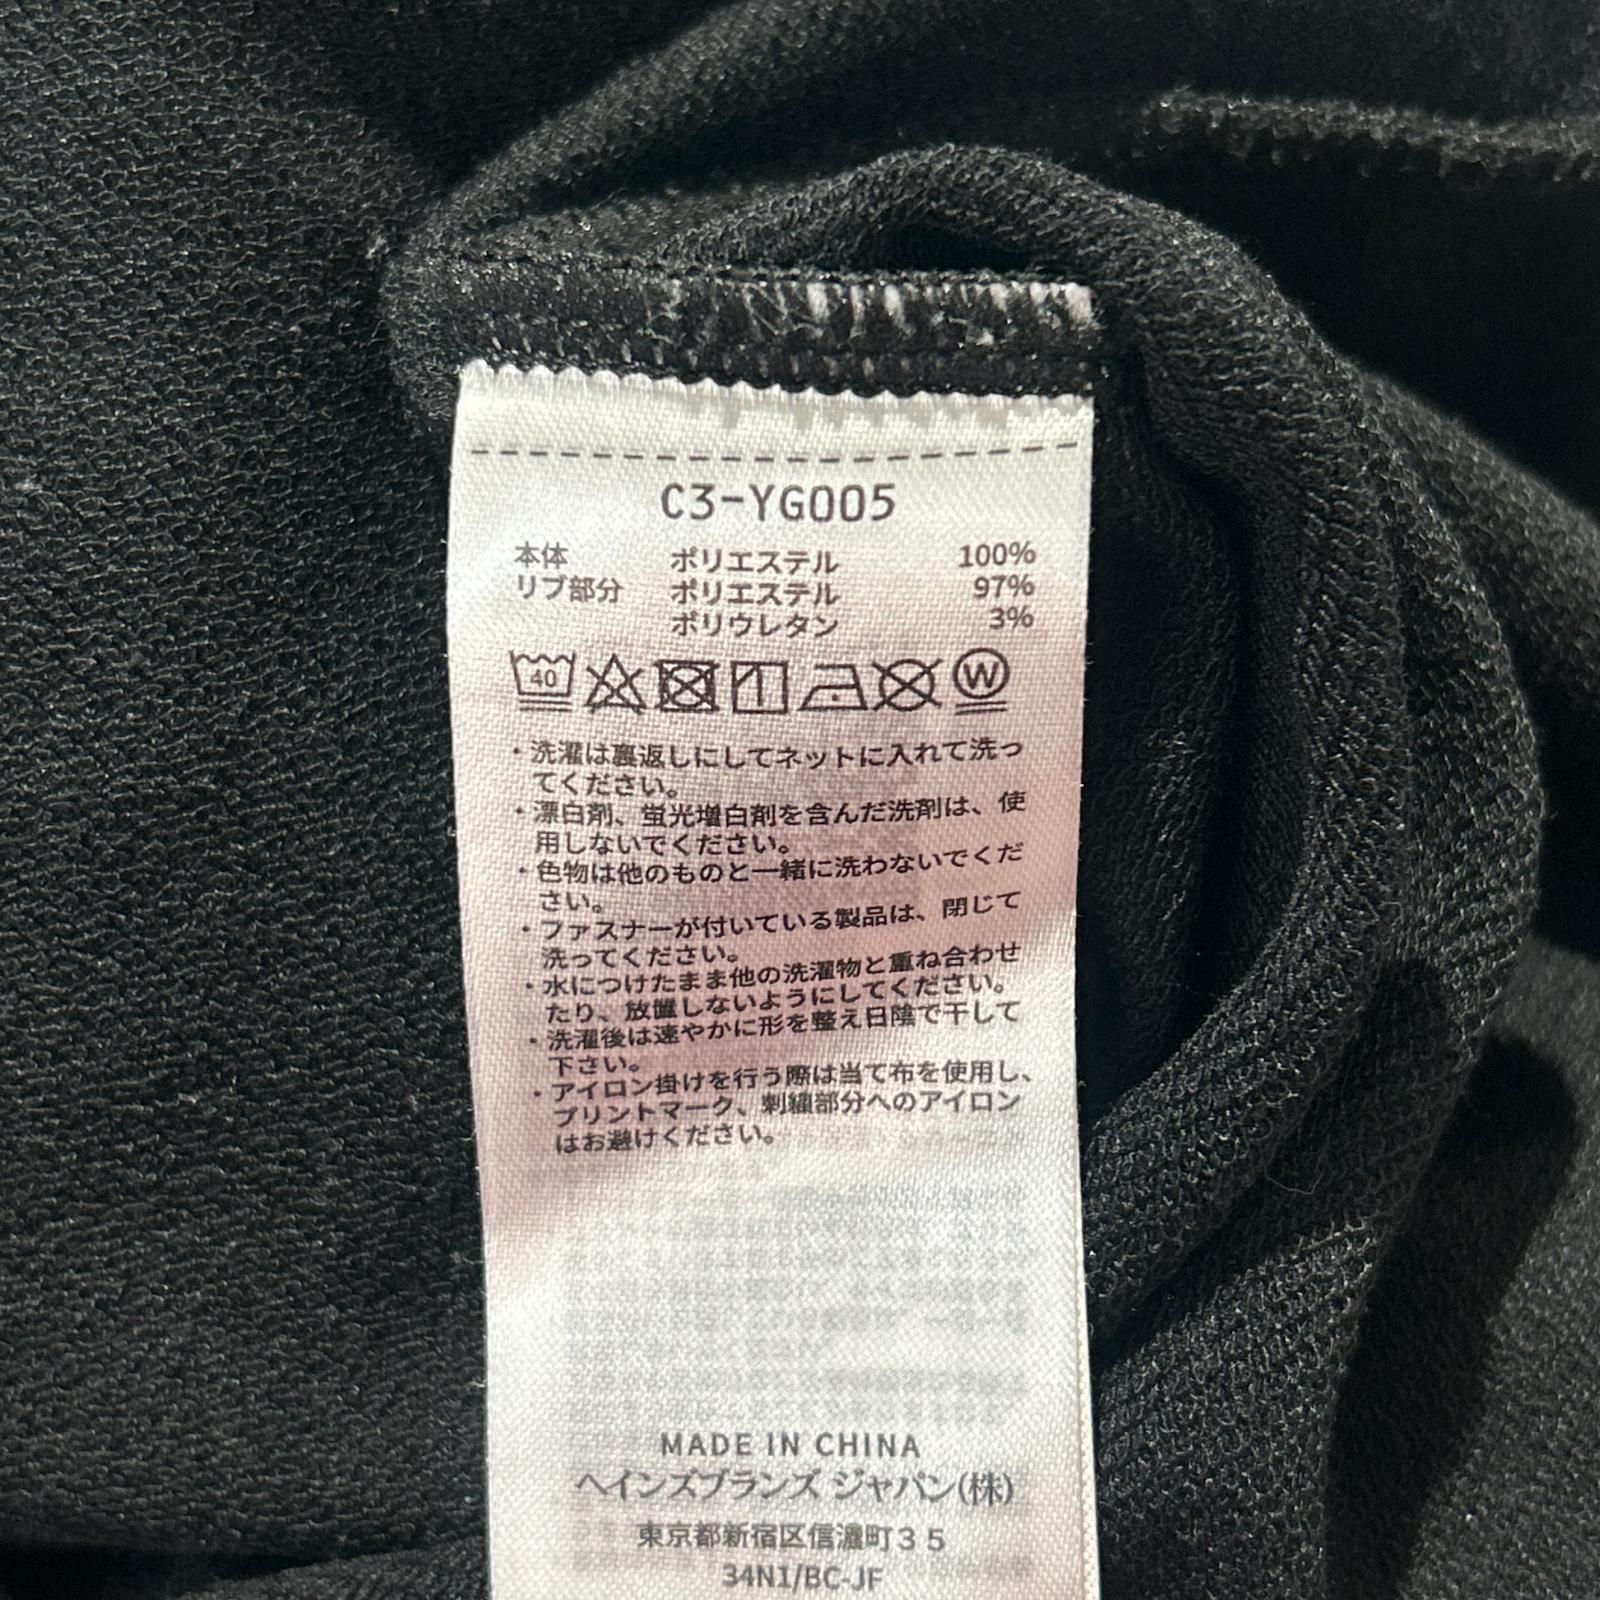 C3-YG005
本体 ポリエステル 100%
リブ部分 ポリエステル 97%
ポリウレタン 3%
40 W
・洗濯は裏返しにしてネットに入れて洗っ
てください。
・漂白剤、蛍光増白剤を含んだ洗剤は、使
用しないでください。
・色物は他のものと一緒に洗わないでくだ
さい。
・ファスナーが付いている製品は、閉じて
洗ってください。
・水につけたまま他の洗濯物と重ね合わせ
たり、放置しないようにしてください。
・洗濯後は速やかに形を整え日陰で干して
下さい。
・アイロン掛けを行う際は当て布を使用し、
プリントマーク、刺繍部分へのアイロン
はお避けください。
MADE IN CHINA
ヘインズブランズ ジャパン(株)
東京都新宿区信濃町35
34N1/BC-JF